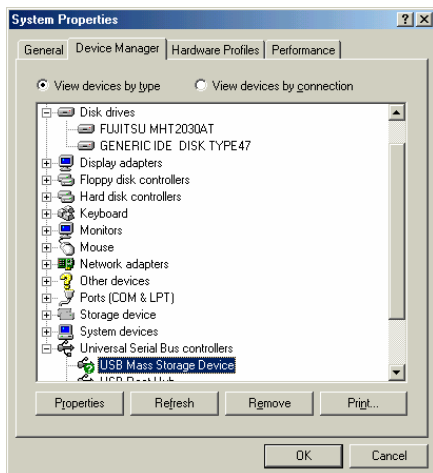 System Properties
General Device Manager Hardware Profiles Performance
View devices by type View devices by connection
Disk drives
FUJITSU MHT2030AT
GENERIC IDE DISK TYPE47
Display adapters
Floppy disk controllers
Hard disk controllers
Keyboard
Monitors
Mouse
Network adapters
Other devices
Ports (COM & LPT)
Storage device
System devices
Universal Serial Bus controllers
USB Mass Storage Device
USB Root Hub
Properties Refresh Remove Print...
OK Cancel